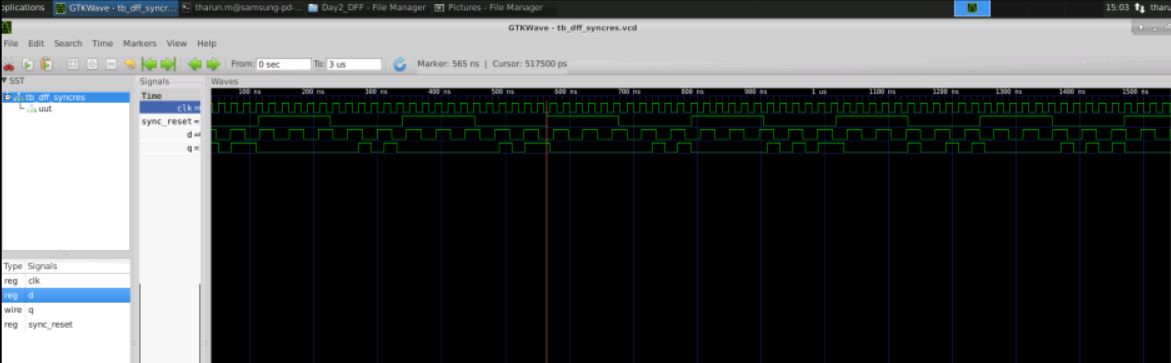 pplications GTKWave - tb_dff_syncr... tharun.m@samsung-pd-... Day2_DFF - File Manager Pictures - File Manager 15:03 tharu
GTKWave - tb_dff_syncres.vcd
File Edit Search Time Markers View Help
From: 0 sec To: 3 us Marker: 565 ns | Cursor: 517500 ps
SST Signals Waves
Time 100 ns 200 ns 300 ns 400 ns 500 ns 600 ns 700 ns 800 ns 900 ns 1 us 1100 ns 1200 ns 1300 ns 1400 ns 1500 ns
tb_dff_syncres
uut
clk =
sync_reset =
d =
q =
Type Signals
reg clk
reg d
wire q
reg sync_reset